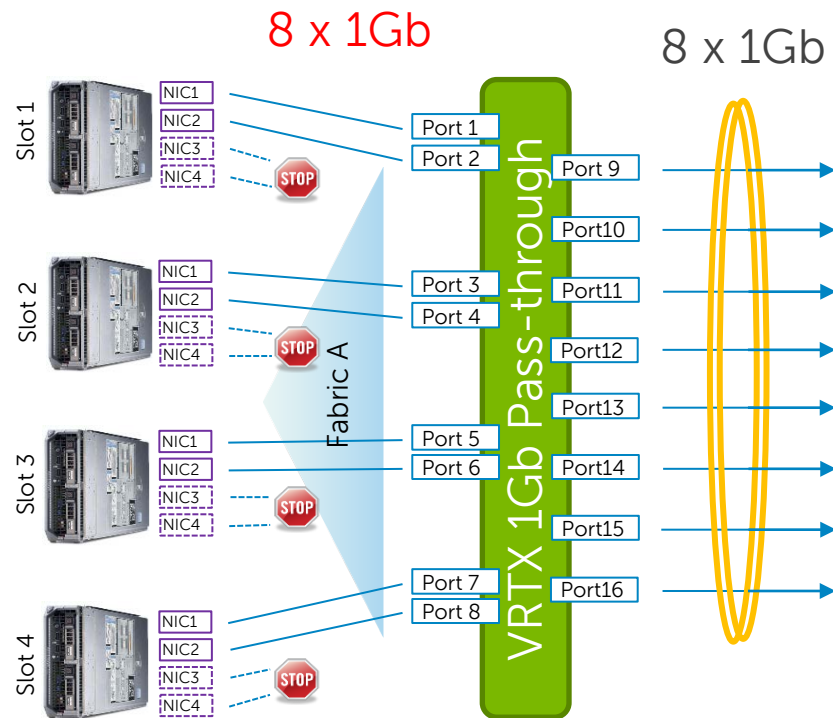 8 x 1Gb
8 x 1Gb
Slot 1
NIC1
NIC2
NIC3
NIC4
STOP
Port 1
Port 2
Slot 2
NIC1
NIC2
NIC3
NIC4
STOP
Port 3
Port 4
Fabric A
Slot 3
NIC1
NIC2
NIC3
NIC4
STOP
Port 5
Port 6
Slot 4
NIC1
NIC2
NIC3
NIC4
STOP
Port 7
Port 8
VRTX 1Gb Pass-through
Port 9
Port10
Port11
Port12
Port13
Port14
Port15
Port16